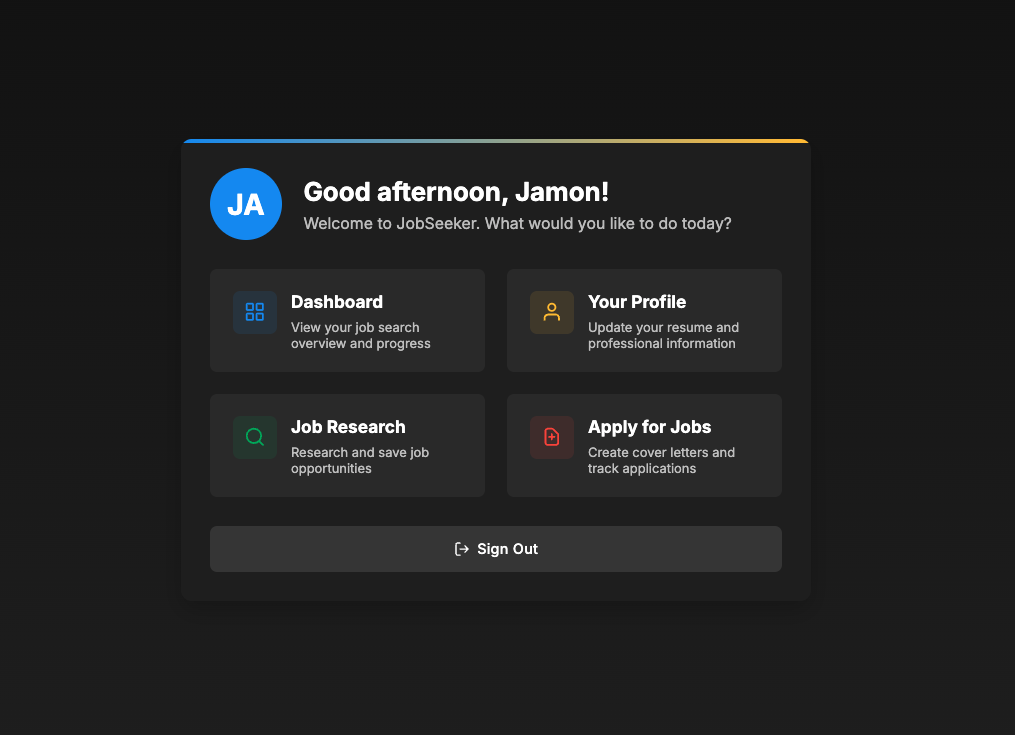 JA
Good afternoon, Jamon!
Welcome to JobSeeker. What would you like to do today?
Dashboard
View your job search
overview and progress
Your Profile
Update your resume and
professional information
Job Research
Research and save job
opportunities
Apply for Jobs
Create cover letters and
track applications
Sign Out